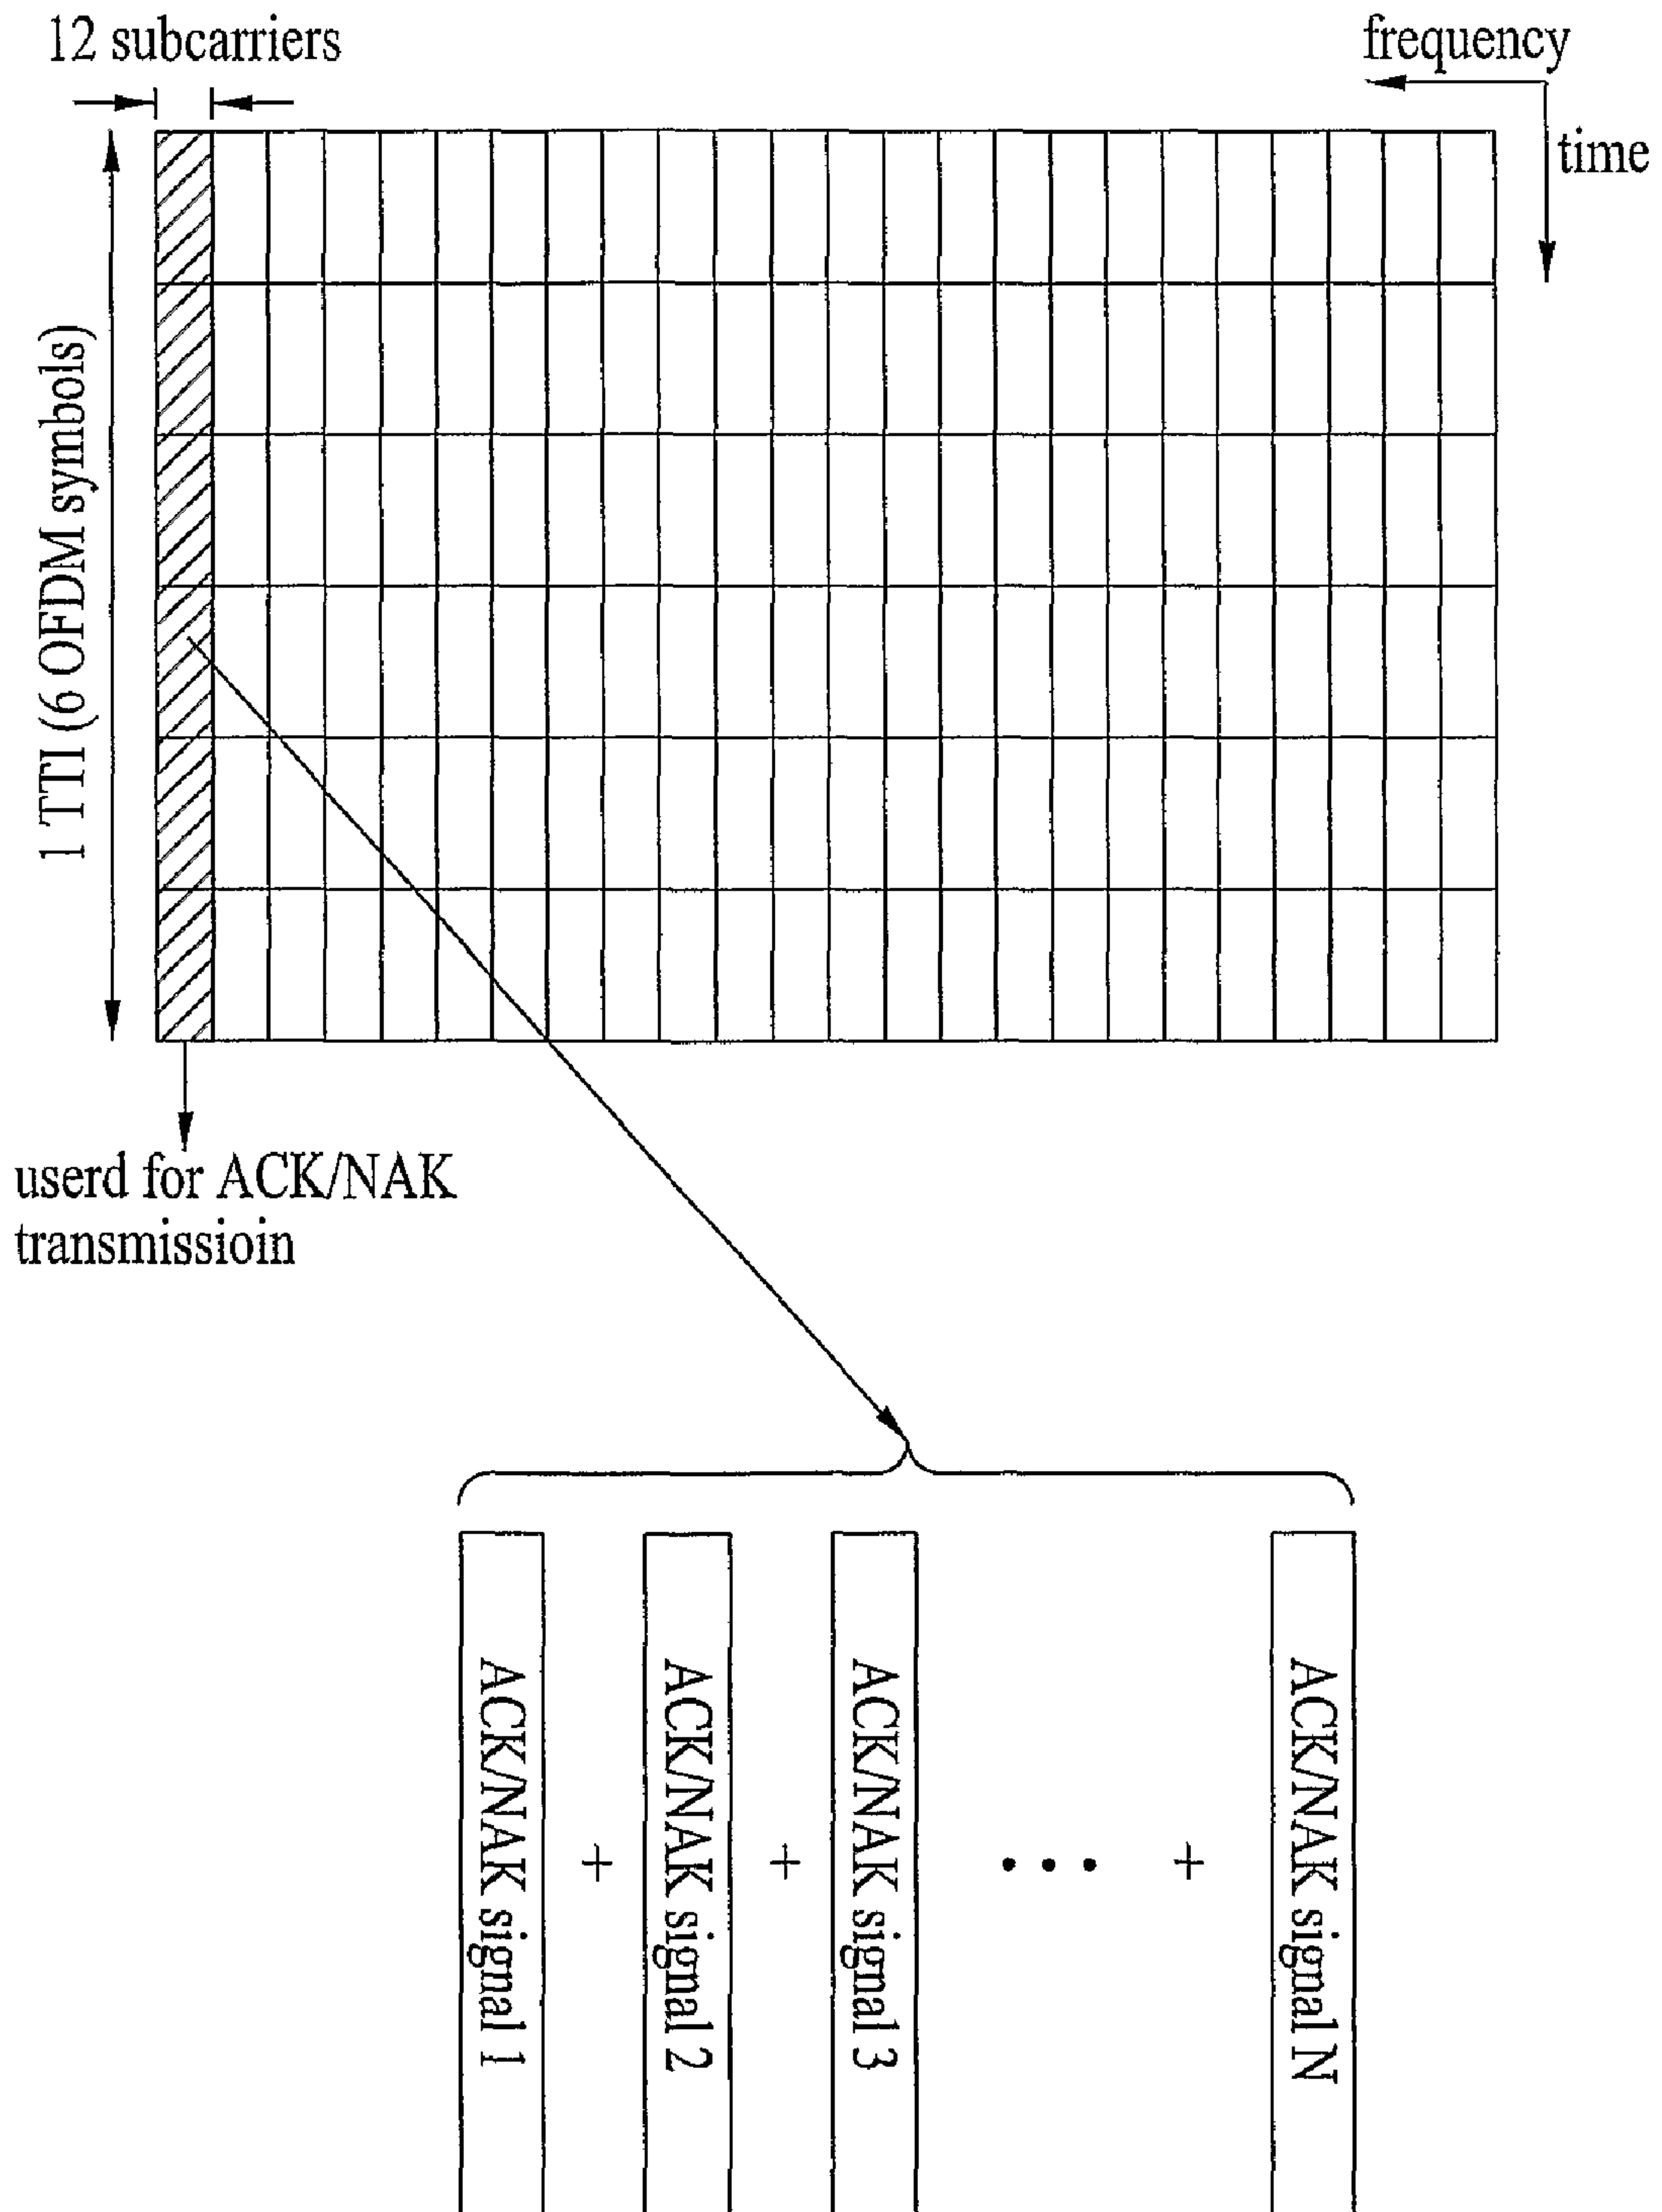 12 subcarriers
frequency
time
1 TTI (6 OFDM symbols)
userd for ACK/NAK
transmissioin
ACK/NAK signal 1
+
ACK/NAK signal 2
+
ACK/NAK signal 3
• • •
+
ACK/NAK signal N